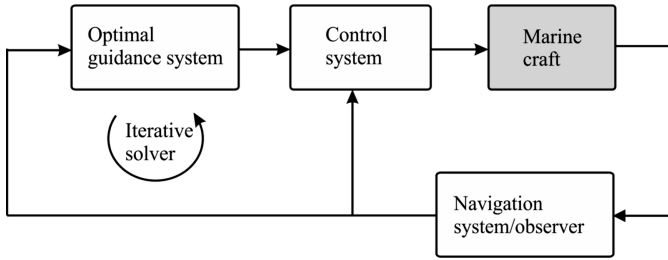 Optimal
guidance system
Control
system
Marine
craft
Iterative
solver
Navigation
system/observer